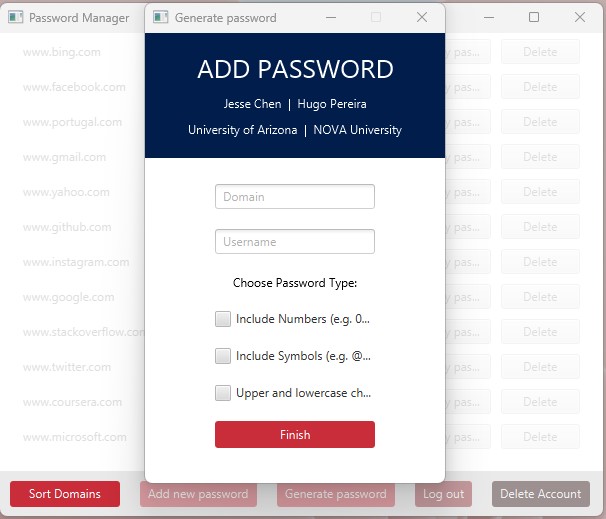 Password Manager
Generate password
www.bing.com
y pas...
Delete
www.facebook.com
y pas...
Delete
www.portugal.com
y pas...
Delete
www.gmail.com
y pas...
Delete
www.yahoo.com
y pas...
Delete
www.github.com
y pas...
Delete
www.instagram.com
y pas...
Delete
www.google.com
y pas...
Delete
www.stackoverflow.com
y pas...
Delete
www.twitter.com
y pas...
Delete
www.coursera.com
y pas...
Delete
www.microsoft.com
y pas...
Delete
ADD PASSWORD
Jesse Chen | Hugo Pereira
University of Arizona | NOVA University
Domain
Username
Choose Password Type:
Include Numbers (e.g. 0...
Include Symbols (e.g. @...
Upper and lowercase ch...
Finish
Sort Domains
Add new password
Generate password
Log out
Delete Account